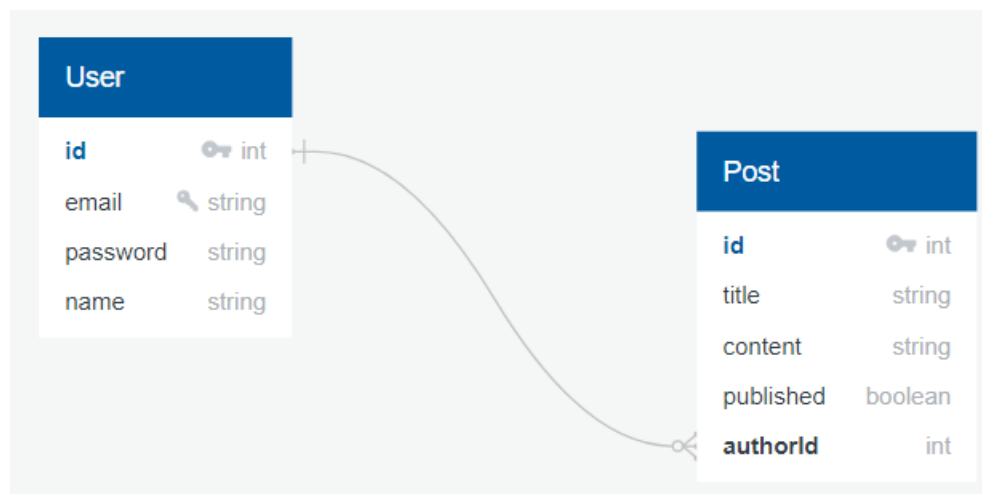 User
id int
email string
password string
name string
Post
id int
title string
content string
published boolean
authorId int